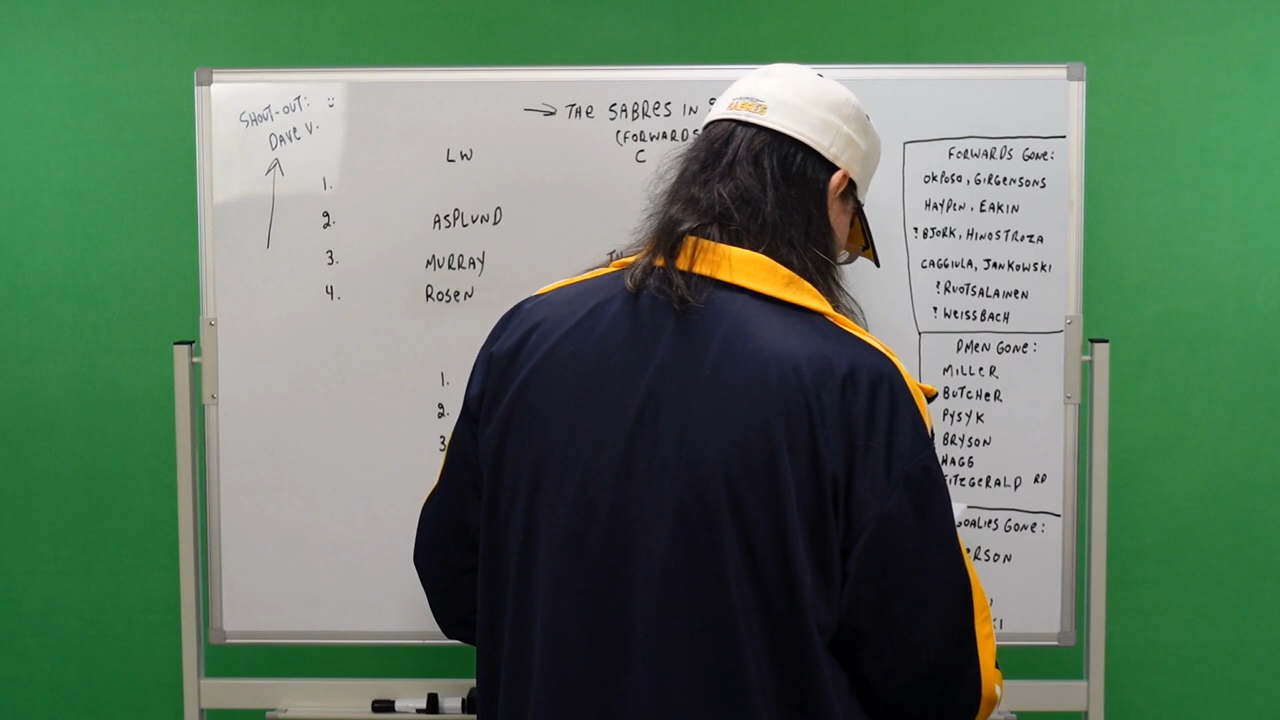 SHOUT-OUT:
DAVE V.
→ THE SABRES IN
(FORWARDS
LW
C
1.
2. ASPLUND
3. MURRAY
4. ROSEN
1.
2.
3
SABRES
FORWARDS GONE:
OKPOSO, GIRGENSONS
HAYDEN, EAKIN
? BJORK, HINOSTROZA
CAGGIULA, JANKOWSKI
? RUOTSALAINEN
? WEISSBACH
DMEN GONE:
MILLER
BUTCHER
PYSYK
BRYSON
HAGG
FITZGERALD RD
GOALIES GONE:
ERSON